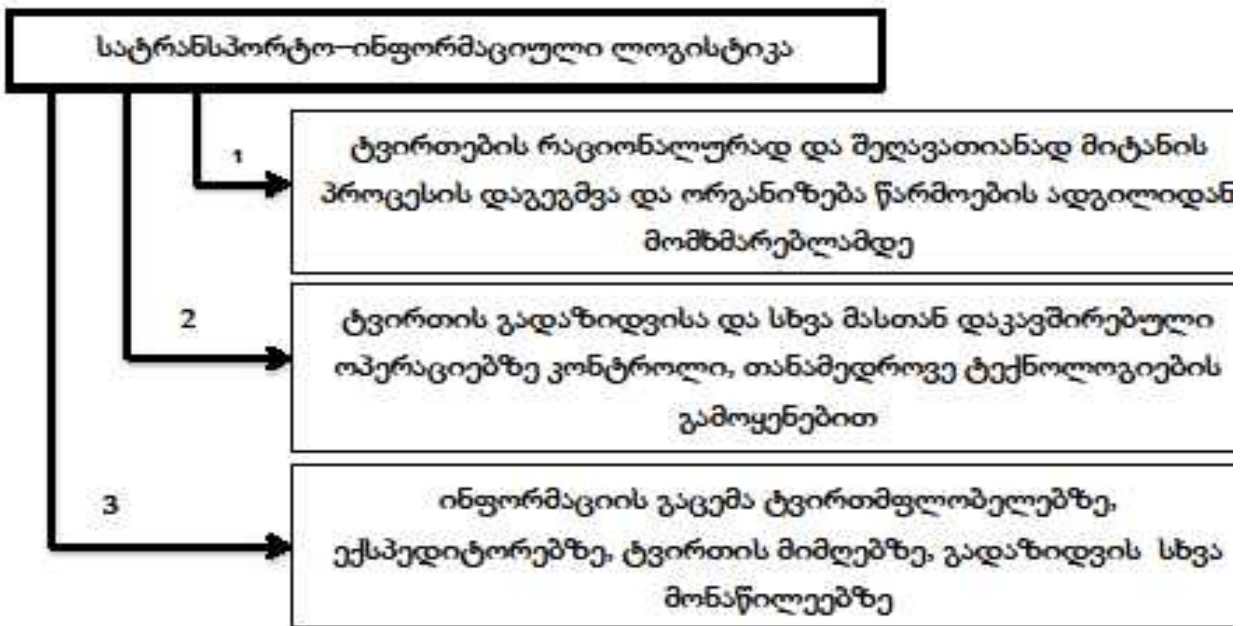 სატრანსპორტო–ინფორმაციული ლოგისტიკა
1
ტვირთების რაციონალურად და შეღავათიანად მიტანის
პროცესის დაგეგმვა და ორგანიზება წარმოების ადგილიდან
მომხმარებლამდე
2
ტვირთის გადაზიდვისა და სხვა მასთან დაკავშირებული
ოპერაციებზე კონტროლი, თანამედროვე ტექნოლოგიების
გამოყენებით
3
ინფორმაციის გაცემა ტვირთმფლობელებზე,
ექსპედიტორებზე, ტვირთის მიმღებზე, გადაზიდვის სხვა
მონაწილეებზე